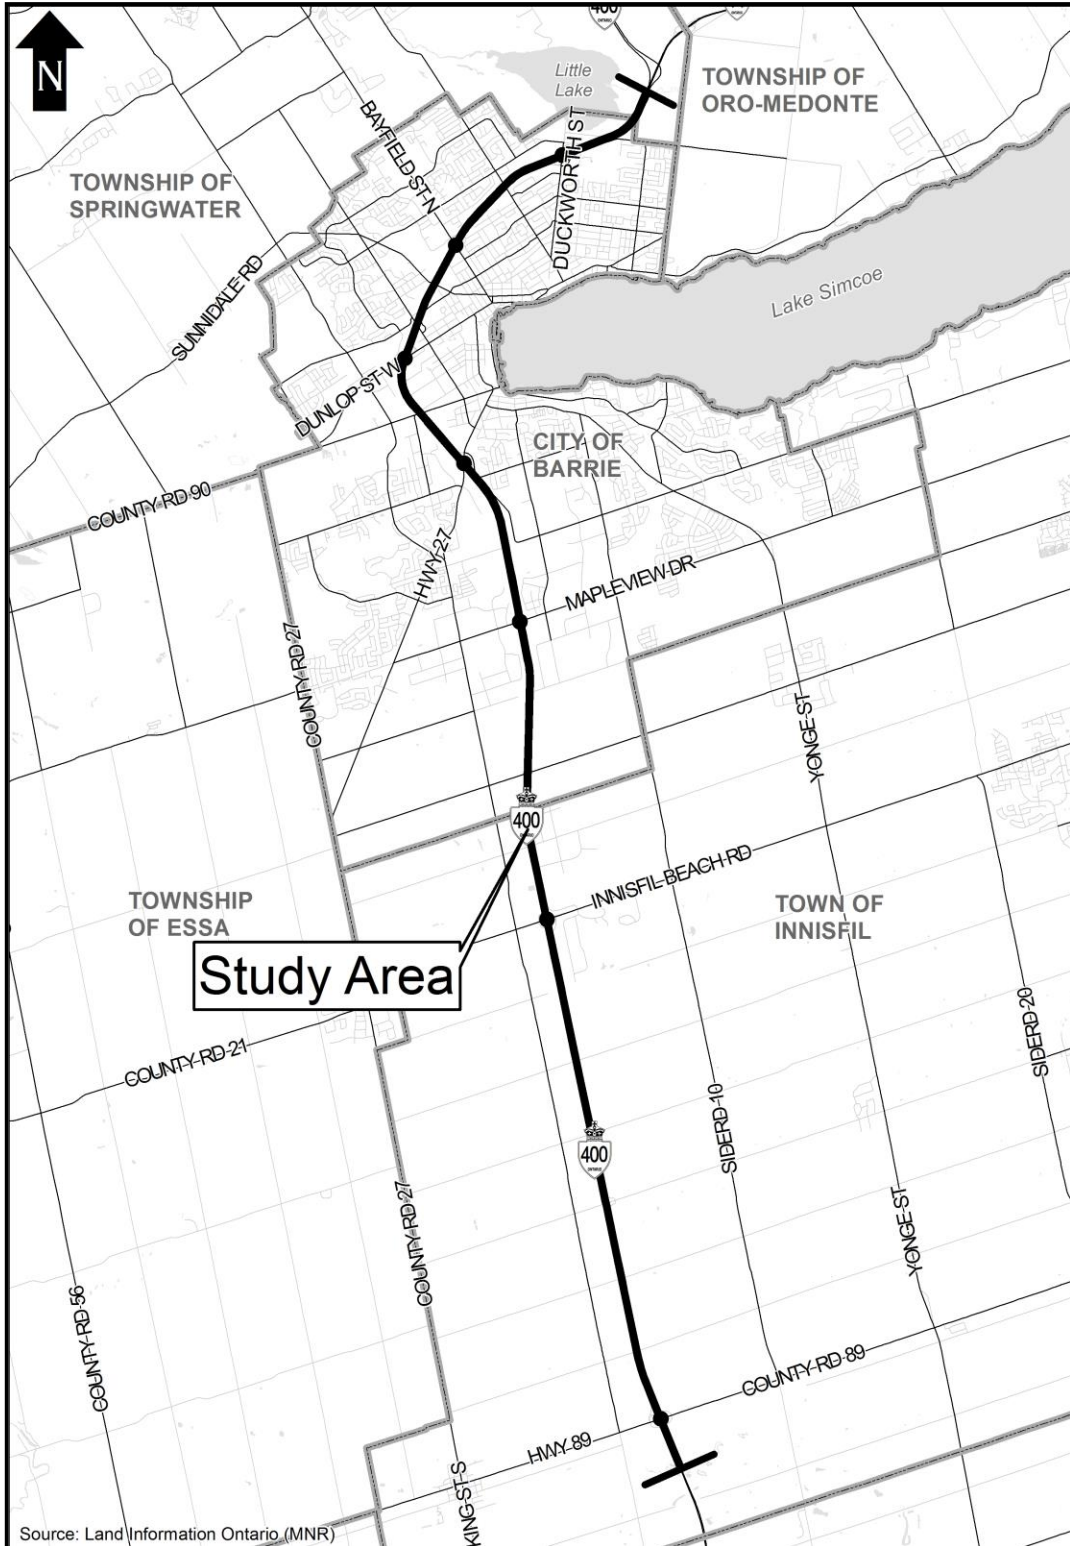 400
N
Little
Lake
TOWNSHIP OF
ORO-MEDONTE
BAYFIELD ST N
DUCKWORTH ST
TOWNSHIP OF
SPRINGWATER
SUNNIDALE RD
Lake Simcoe
DUNLOP ST W
CITY OF
BARRIE
COUNTY RD 90
HWY 27
MAPLEVIEW DR
COUNTY RD 27
YONGE ST
400
ONTARIO
INNISFIL BEACH RD
TOWNSHIP
OF ESSA
TOWN OF
INNISFIL
Study Area
SIDERD 20
COUNTY RD 21
SIDERD 10
400
ONTARIO
COUNTY RD 27
YONGE ST
COUNTY RD 56
COUNTY RD 89
HWY 89
KING ST S
Source: Land Information Ontario (MNR)